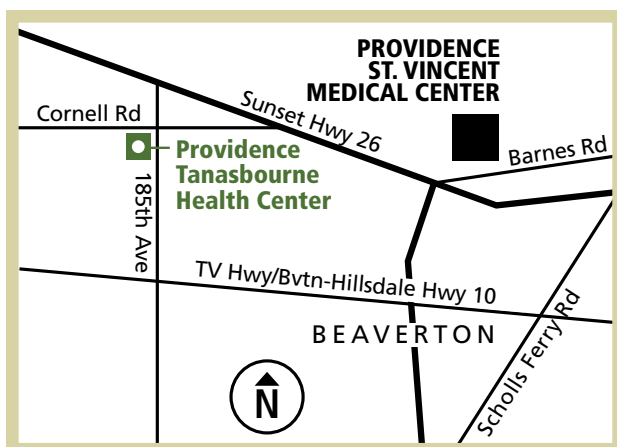 PROVIDENCE
ST. VINCENT
MEDICAL CENTER
Cornell Rd
Sunset Hwy 26
Barnes Rd
Providence
Tanasbourne
Health Center
185th Ave
TV Hwy/Bvtn-Hillsdale Hwy 10
BEAVERTON
Scholls Ferry Rd
N